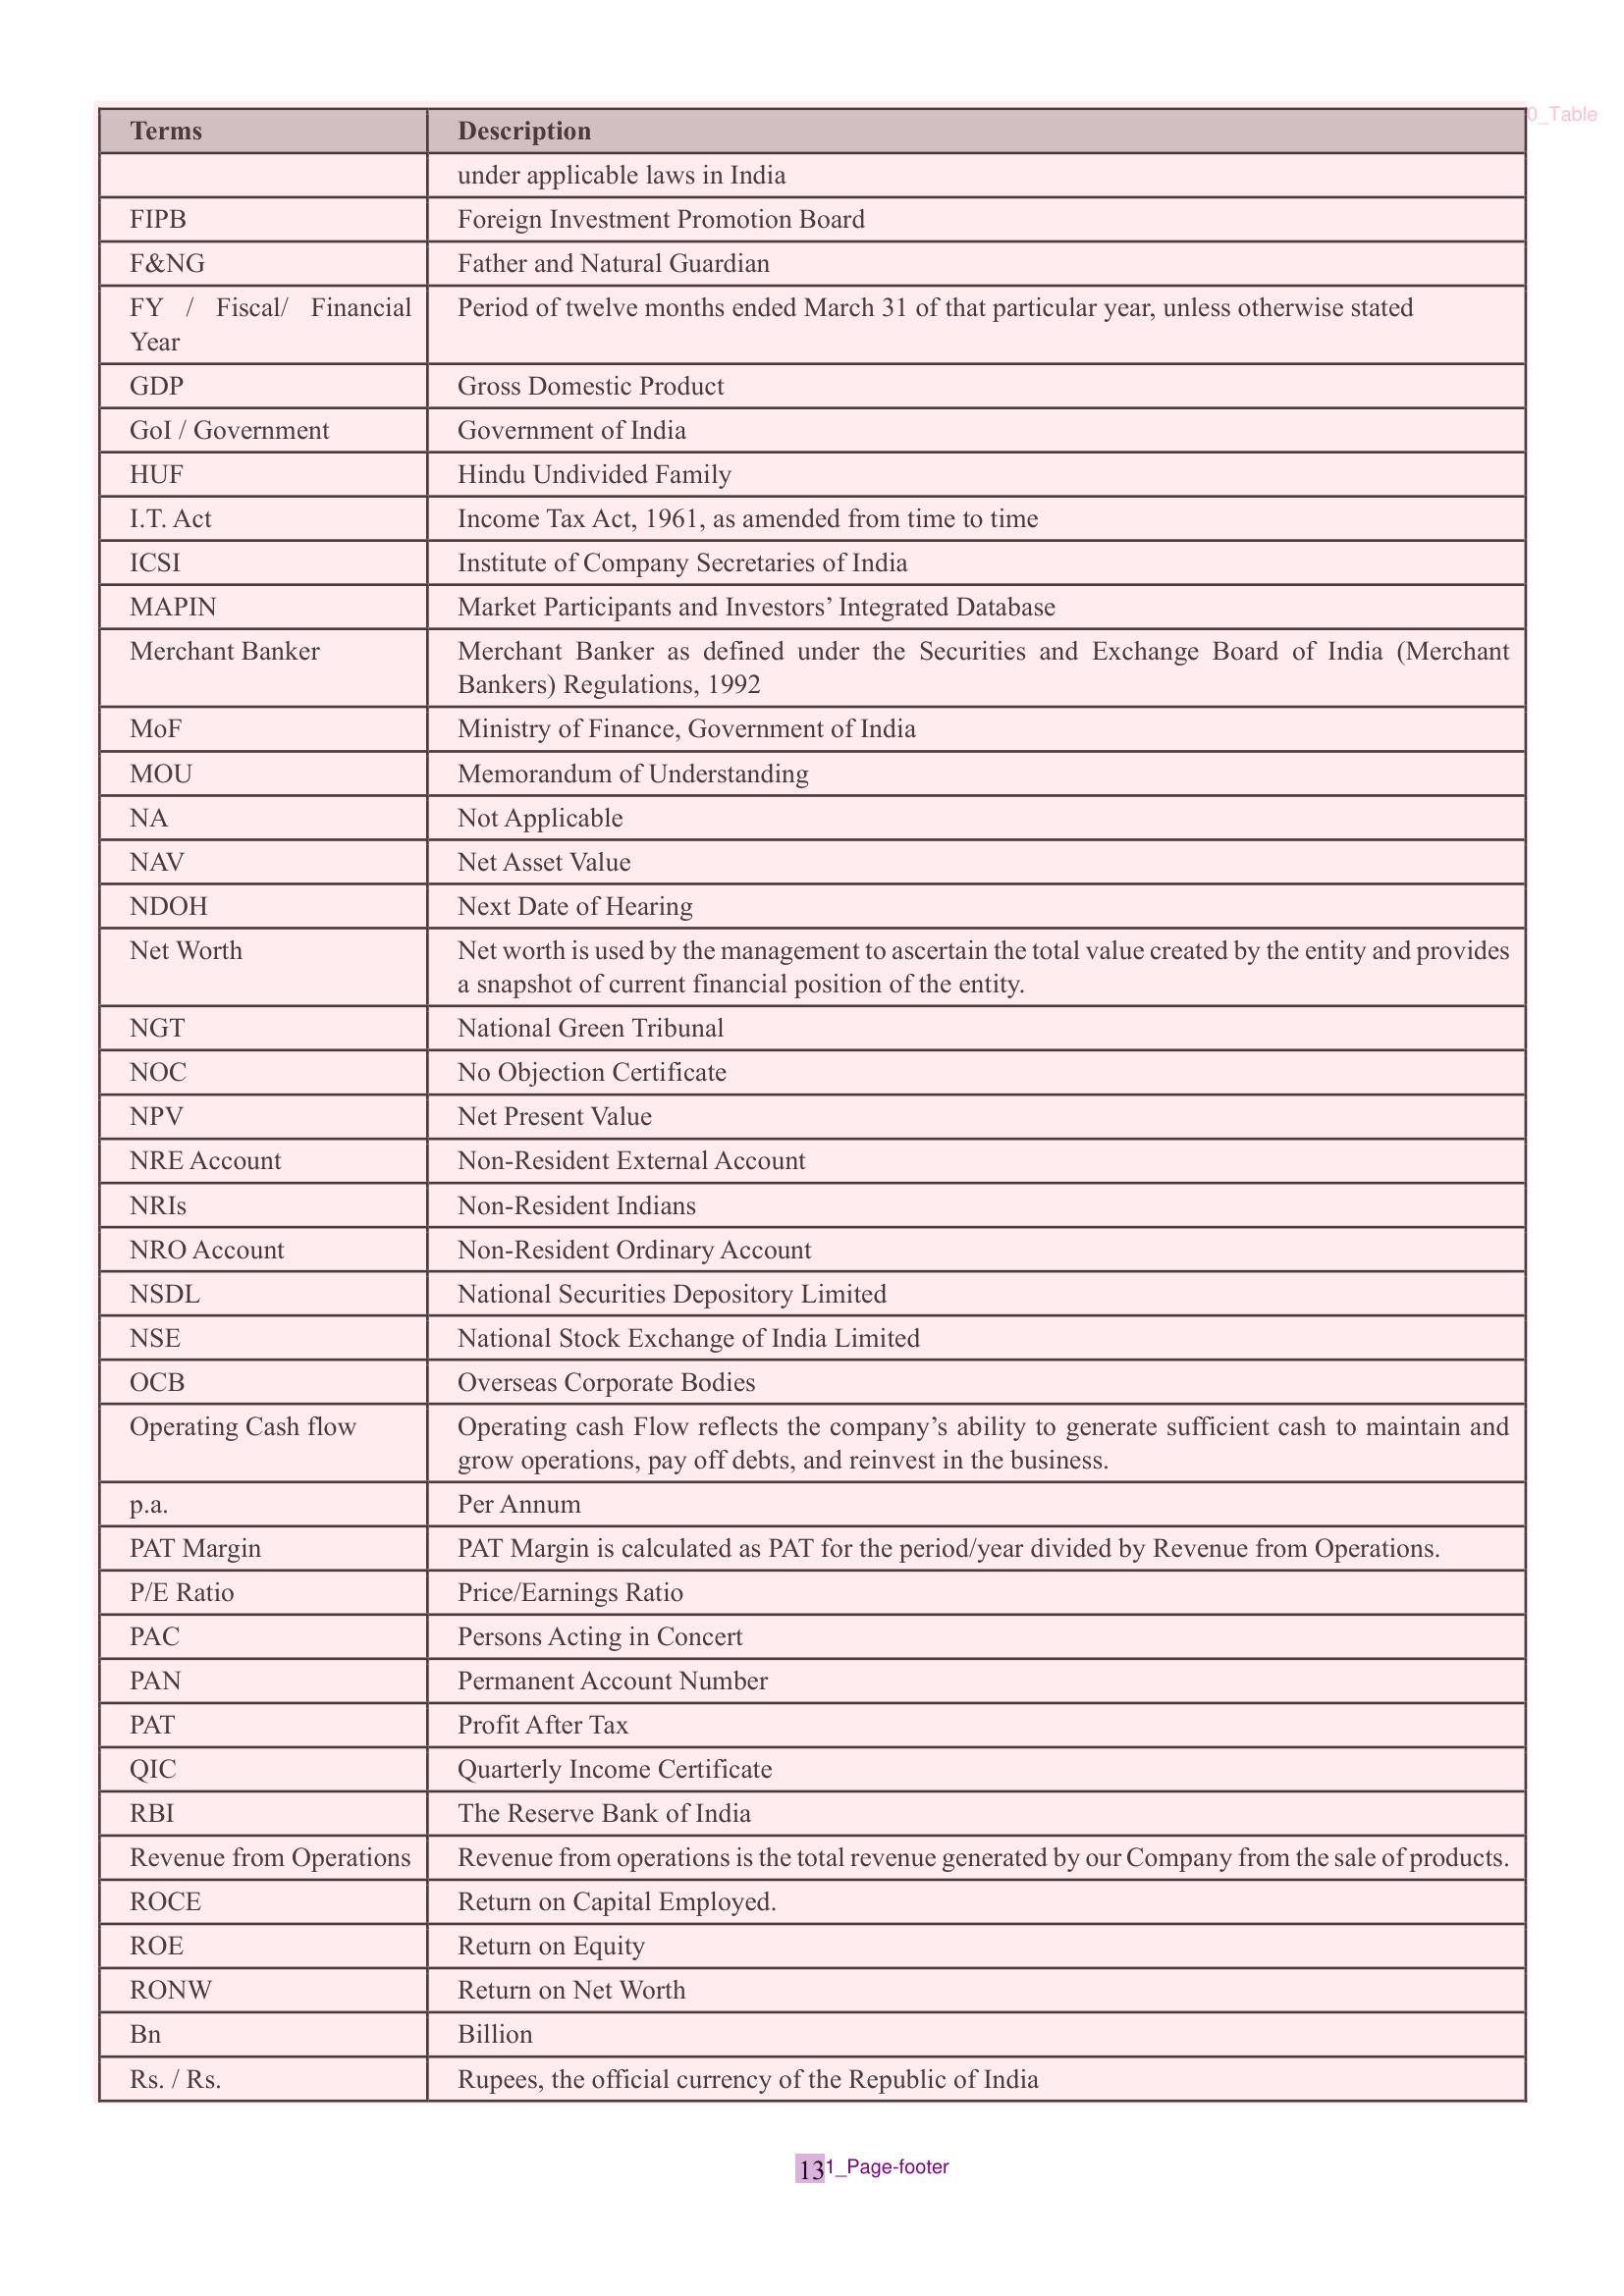 Terms Description
0_Table
under applicable laws in India
FIPB Foreign Investment Promotion Board
F&NG Father and Natural Guardian
FY / Fiscal/ Financial Period of twelve months ended March 31 of that particular year, unless otherwise stated
Year
GDP Gross Domestic Product
GoI / Government Government of India
HUF Hindu Undivided Family
I.T. Act Income Tax Act, 1961, as amended from time to time
ICSI Institute of Company Secretaries of India
MAPIN Market Participants and Investors’ Integrated Database
Merchant Banker Merchant Banker as defined under the Securities and Exchange Board of India (Merchant
Bankers) Regulations, 1992
MoF Ministry of Finance, Government of India
MOU Memorandum of Understanding
NA Not Applicable
NAV Net Asset Value
NDOH Next Date of Hearing
Net Worth Net worth is used by the management to ascertain the total value created by the entity and provides
a snapshot of current financial position of the entity.
NGT National Green Tribunal
NOC No Objection Certificate
NPV Net Present Value
NRE Account Non-Resident External Account
NRIs Non-Resident Indians
NRO Account Non-Resident Ordinary Account
NSDL National Securities Depository Limited
NSE National Stock Exchange of India Limited
OCB Overseas Corporate Bodies
Operating Cash flow Operating cash Flow reflects the company’s ability to generate sufficient cash to maintain and
grow operations, pay off debts, and reinvest in the business.
p.a. Per Annum
PAT Margin PAT Margin is calculated as PAT for the period/year divided by Revenue from Operations.
P/E Ratio Price/Earnings Ratio
PAC Persons Acting in Concert
PAN Permanent Account Number
PAT Profit After Tax
QIC Quarterly Income Certificate
RBI The Reserve Bank of India
Revenue from Operations Revenue from operations is the total revenue generated by our Company from the sale of products.
ROCE Return on Capital Employed.
ROE Return on Equity
RONW Return on Net Worth
Bn Billion
Rs. / Rs. Rupees, the official currency of the Republic of India
13 1_Page-footer